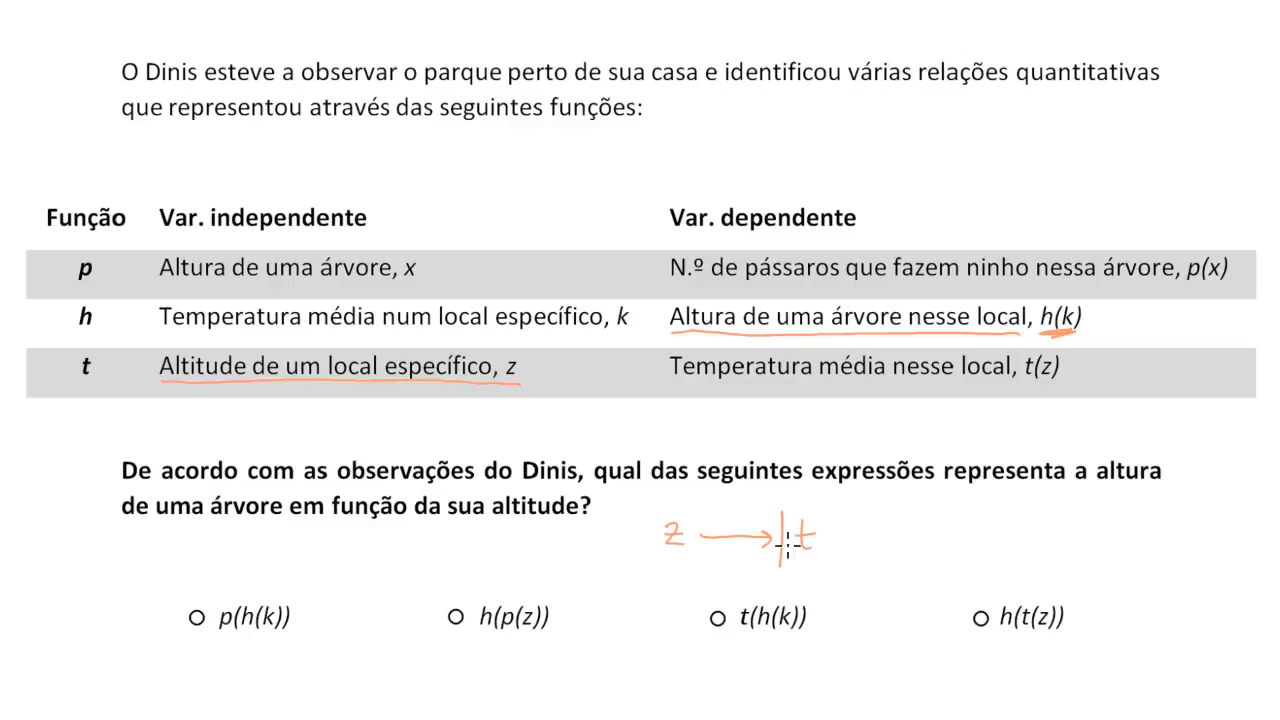 O Dinis esteve a observar o parque perto de sua casa e identificou várias relações quantitativas
que representou através das seguintes funções:
Função Var. independente Var. dependente
p Altura de uma árvore, x N.º de pássaros que fazem ninho nessa árvore, p(x)
h Temperatura média num local específico, k Altura de uma árvore nesse local, h(k)
t Altitude de um local específico, z Temperatura média nesse local, t(z)
De acordo com as observações do Dinis, qual das seguintes expressões representa a altura
de uma árvore em função da sua altitude?
z → | t
p(h(k)) h(p(z)) t(h(k)) h(t(z))